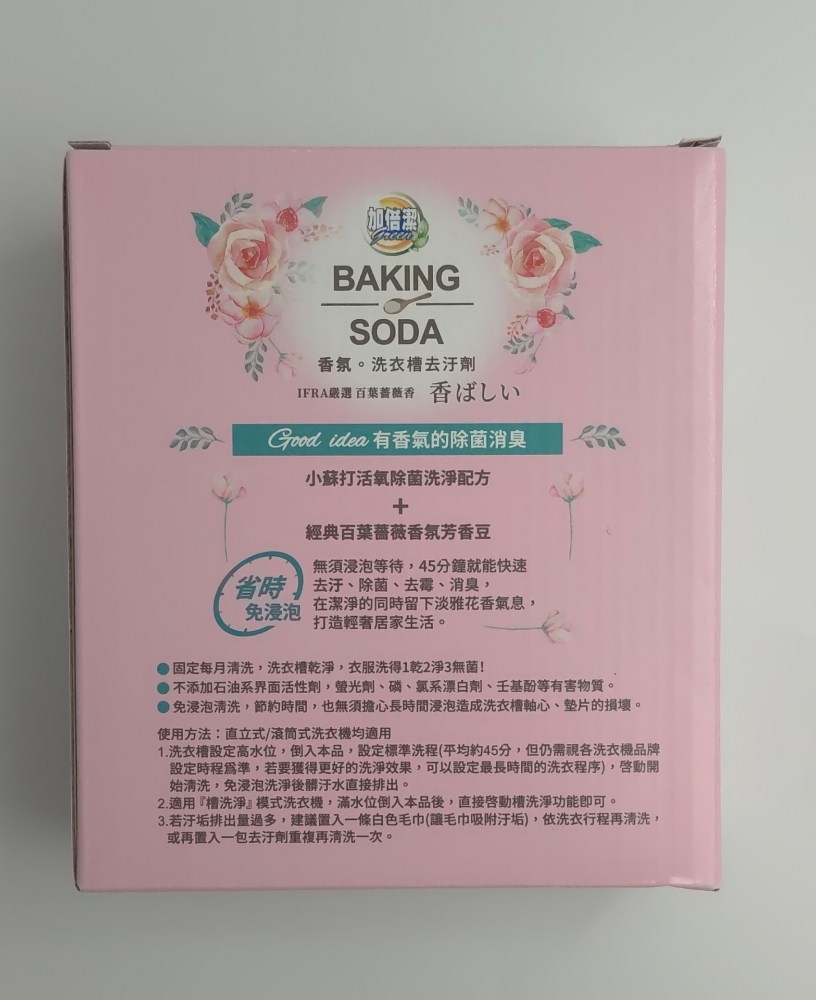 加倍潔
Green
BAKING
SODA
香氛。洗衣槽去汙劑
IFRA嚴選 百葉薔薇香 香ばしい
Good idea 有香氣的除菌消臭
小蘇打活氧除菌洗淨配方
+
經典百葉薔薇香氛芳香豆
省時
免浸泡
無須浸泡等待，45分鐘就能快速
去汙、除菌、去霉、消臭，
在潔淨的同時留下淡雅花香氣息，
打造輕奢居家生活。
●固定每月清洗，洗衣槽乾淨，衣服洗得1乾2淨3無菌!
●不添加石油系界面活性劑，螢光劑、磷、氯系漂白劑、壬基酚等有害物質。
●免浸泡清洗，節約時間，也無須擔心長時間浸泡造成洗衣槽軸心、墊片的損壞。
使用方法：直立式/滾筒式洗衣機均適用
1.洗衣槽設定高水位，倒入本品，設定標準洗程(平均約45分，但仍需視各洗衣機品牌
設定時程為準，若要獲得更好的洗淨效果，可以設定最長時間的洗衣程序)，啓動開
始清洗，免浸泡洗淨後髒汙水直接排出。
2.適用『槽洗淨』模式洗衣機，滿水位倒入本品後，直接啓動槽洗淨功能即可。
3.若汙垢排出量過多，建議置入一條白色毛巾(讓毛巾吸附汙垢)，依洗衣行程再清洗，
或再置入一包去汙劑重複再清洗一次。